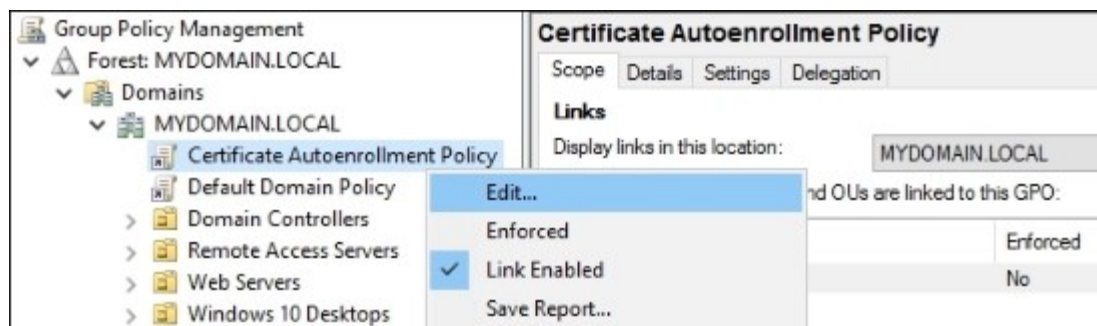 Group Policy Management
Forest: MYDOMAIN.LOCAL
Domains
MYDOMAIN.LOCAL
Certificate Autoenrollment Policy
Default Domain Policy
Domain Controllers
Remote Access Servers
Web Servers
Windows 10 Desktops
Edit...
Enforced
Link Enabled
Save Report...
Certificate Autoenrollment Policy
Scope Details Settings Delegation
Links
Display links in this location: MYDOMAIN.LOCAL
nd OUs are linked to this GPO:
Enforced
No